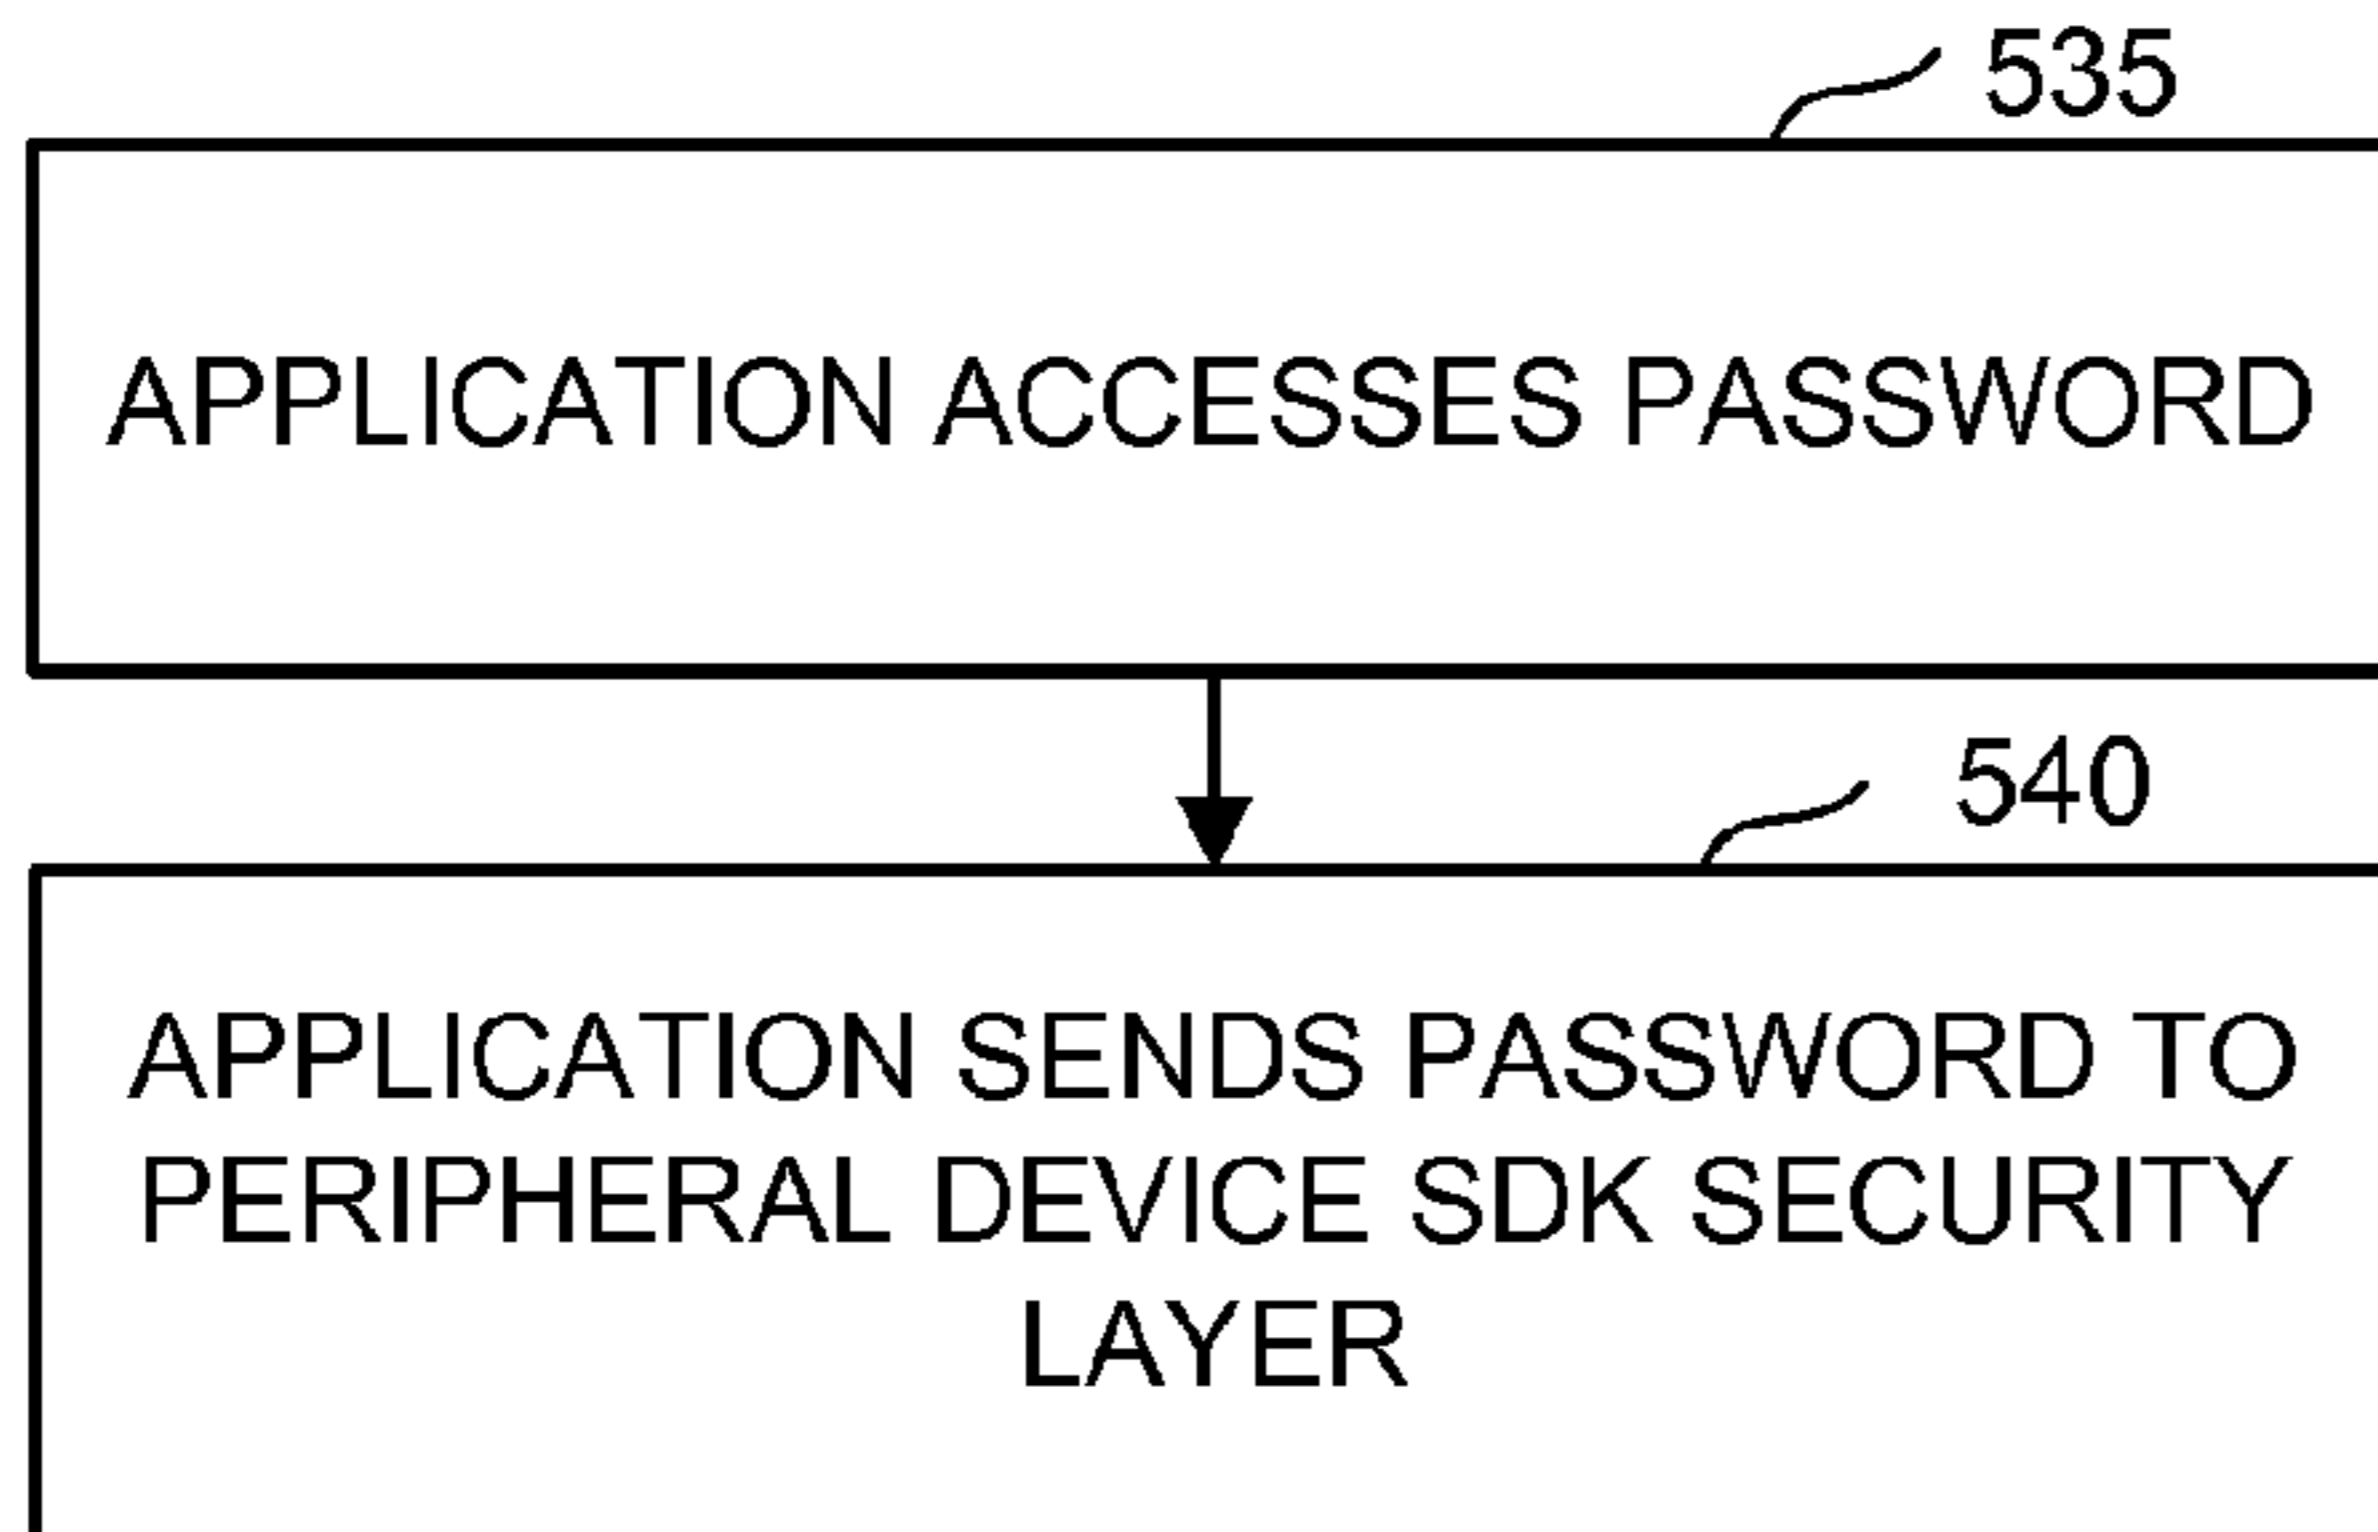 535
APPLICATION ACCESSES PASSWORD
540
APPLICATION SENDS PASSWORD TO
PERIPHERAL DEVICE SDK SECURITY
LAYER